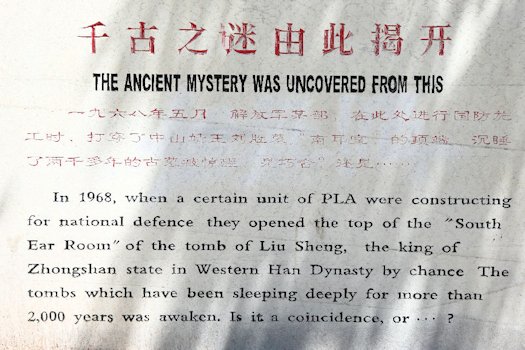 千古之谜由此揭开
THE ANCIENT MYSTERY WAS UNCOVERED FROM THIS
一九六八年五月 解放军某部，在此处进行国防施
工时，打穿了中山靖王刘胜墓“南耳室”的顶端 沉睡
了两千多年的古墓被惊醒。是巧合？还是……
In 1968, when a certain unit of PLA were constructing
for national defence they opened the top of the "South
Ear Room" of the tomb of Liu Sheng, the king of
Zhongshan state in Western Han Dynasty by chance The
tombs which have been sleeping deeply for more than
2,000 years was awaken. Is it a coincidence, or ··· ?